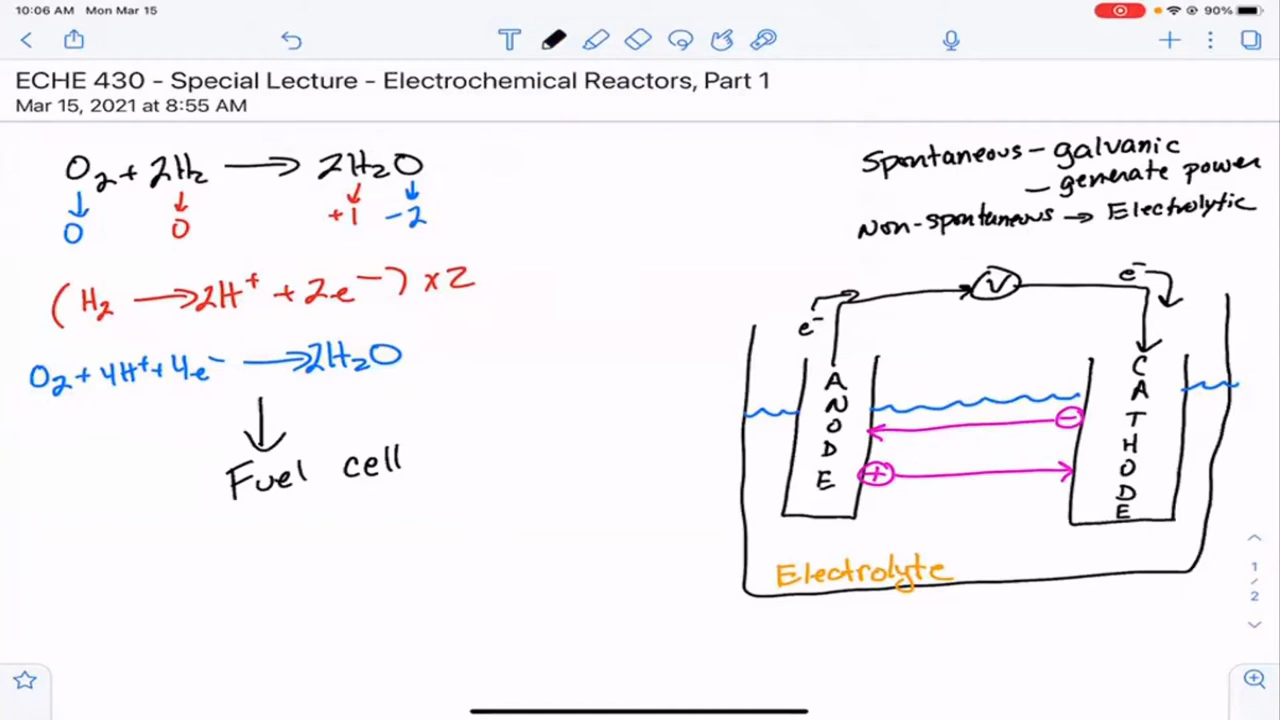 10:06 AM Mon Mar 15
90%
ECHE 430 - Special Lecture - Electrochemical Reactors, Part 1
Mar 15, 2021 at 8:55 AM
O₂ + 2H₂ → 2H₂O
0 0 +1 -2
(H₂ → 2H⁺ + 2e⁻) x2
O₂ + 4H⁺ + 4e⁻ → 2H₂O
↓
Fuel cell
Spontaneous - galvanic
- generate power
Non-spontaneous → Electrolytic
e⁻ V e⁻
ANODE
CATHODE
-
+
Electrolyte
1
/
2